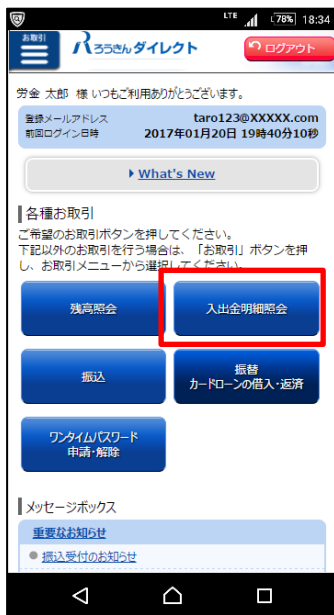 LTE 78% 18:34
お取引
ろうきんダイレクト
ログアウト
労金 太郎 様 いつもご利用ありがとうございます。
登録メールアドレス taro123@XXXXX.com
前回ログイン日時 2017年01月20日 19時40分10秒
What's New
各種お取引
ご希望のお取引ボタンを押してください。
下記以外のお取引を行う場合は、「お取引」ボタンを押
し、お取引メニューから選択してください。
残高照会
入出金明細照会
振込
振替
カードローンの借入・返済
ワンタイムパスワード
申請・解除
メッセージボックス
重要なお知らせ
振込受付のお知らせ